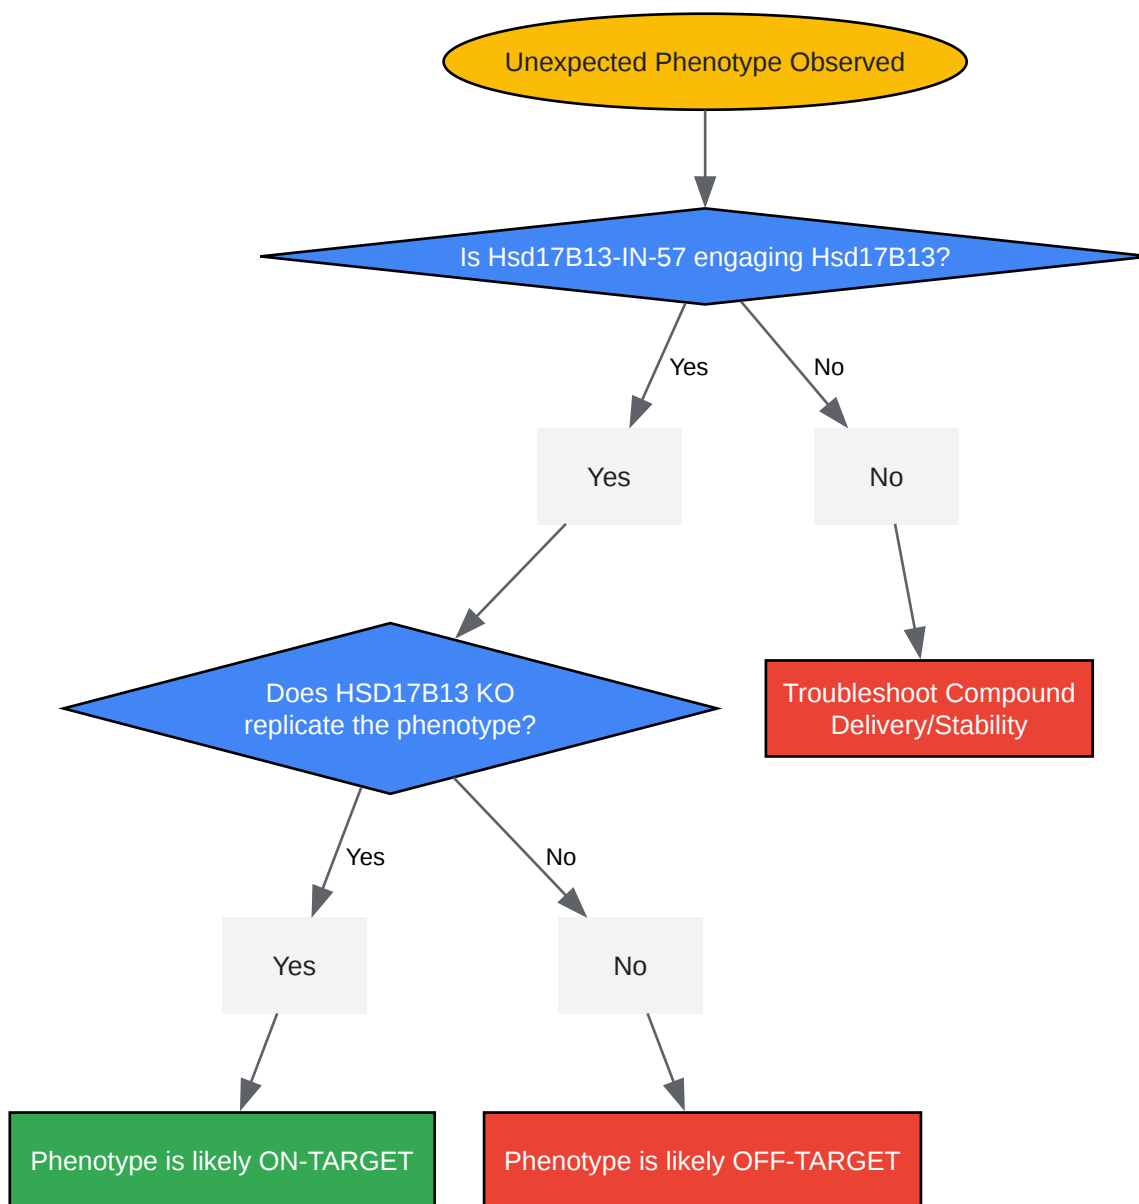 Unexpected Phenotype Observed
Is Hsd17B13-IN-57 engaging Hsd17B13?
Yes
No
Yes
No
Does HSD17B13 KO
replicate the phenotype?
Troubleshoot Compound
Delivery/Stability
Yes
No
Yes
No
Phenotype is likely ON-TARGET
Phenotype is likely OFF-TARGET